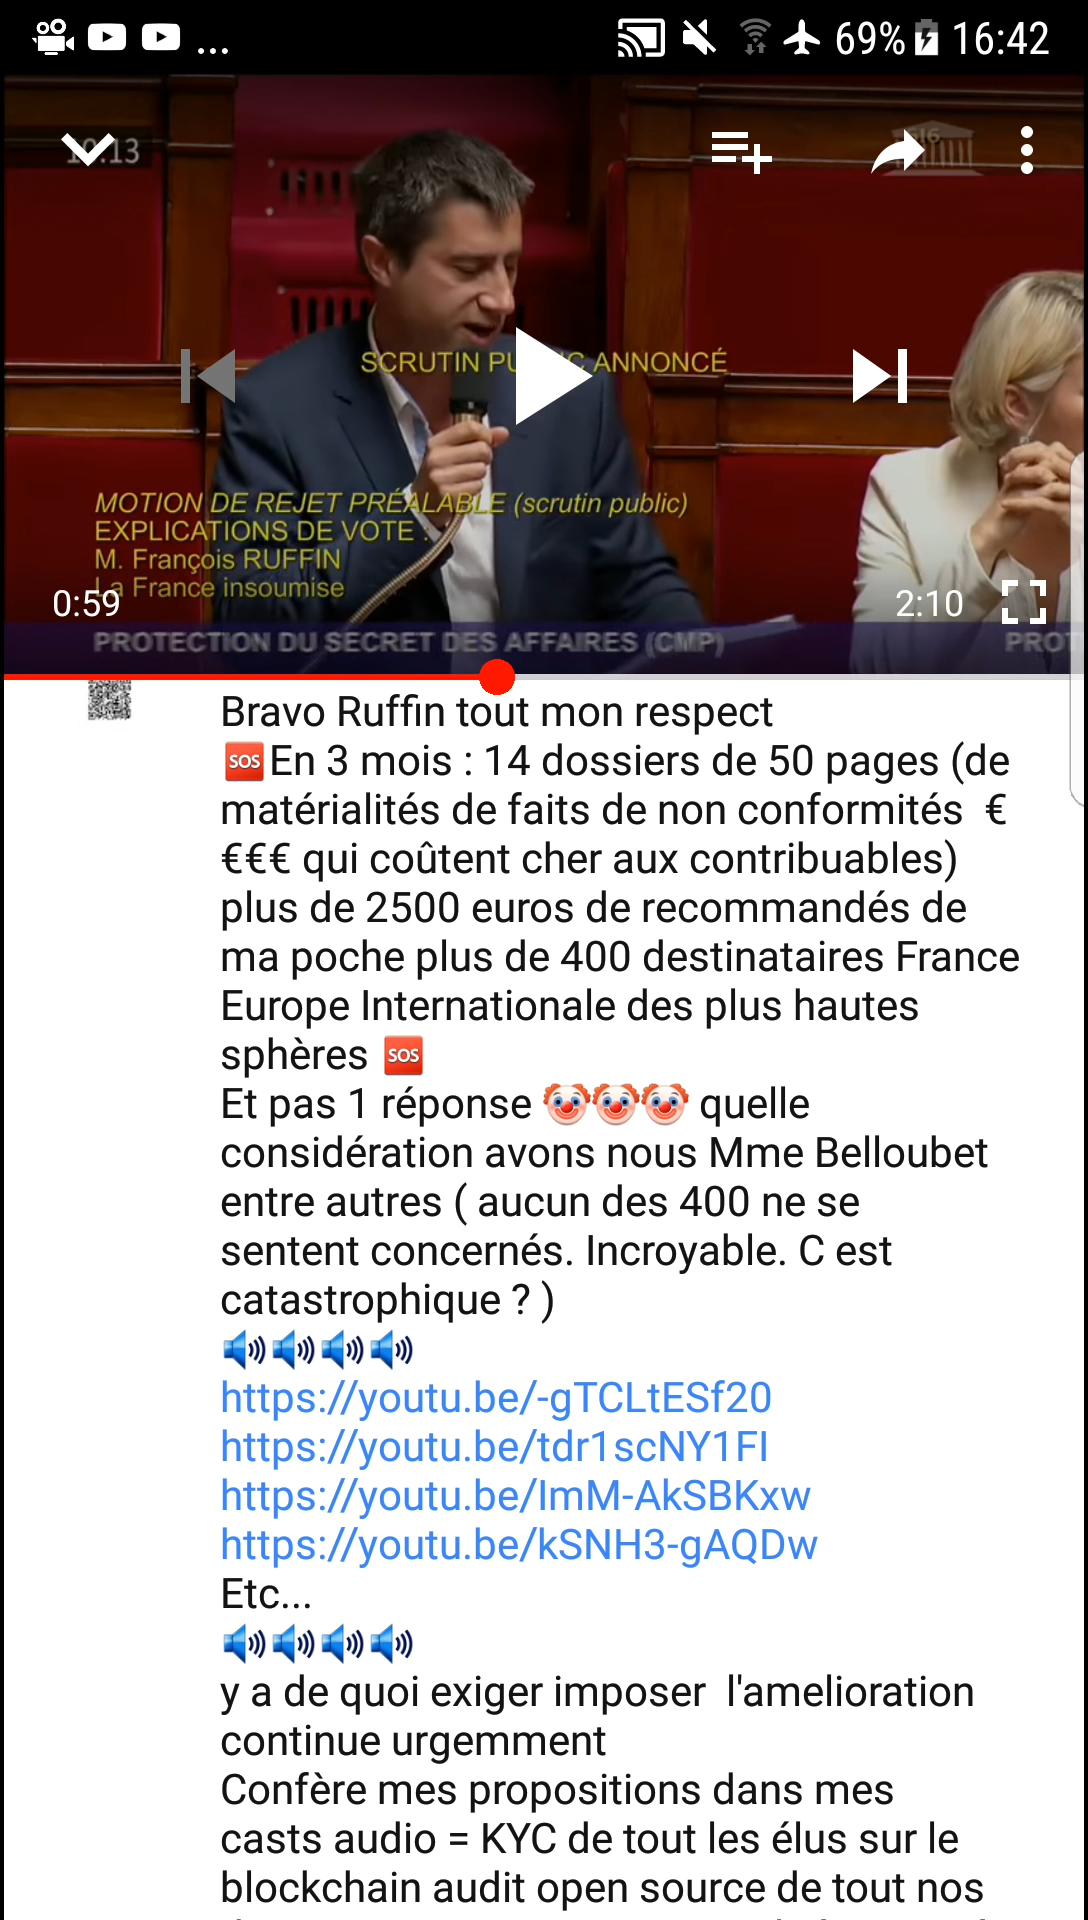 ... 69% 16:42
10:13
SCRUTIN PUBLIC ANNONCÉ
MOTION DE REJET PRÉALABLE (scrutin public)
EXPLICATIONS DE VOTE :
M. François RUFFIN
La France insoumise
0:59 2:10
PROTECTION DU SECRET DES AFFAIRES (CMP) PROT
Bravo Ruffin tout mon respect
🆘En 3 mois : 14 dossiers de 50 pages (de
matérialités de faits de non conformités  €
€€€ qui coûtent cher aux contribuables)
plus de 2500 euros de recommandés de
ma poche plus de 400 destinataires France
Europe Internationale des plus hautes
sphères 🆘
Et pas 1 réponse 🤡🤡🤡 quelle
considération avons nous Mme Belloubet
entre autres ( aucun des 400 ne se
sentent concernés. Incroyable. C est
catastrophique ? )
🔊🔊🔊🔊
https://youtu.be/-gTCLtESf20
https://youtu.be/tdr1scNY1FI
https://youtu.be/ImM-AkSBKxw
https://youtu.be/kSNH3-gAQDw
Etc...
🔊🔊🔊🔊
y a de quoi exiger imposer  l'amelioration
continue urgemment
Confère mes propositions dans mes
casts audio = KYC de tout les élus sur le
blockchain audit open source de tout nos